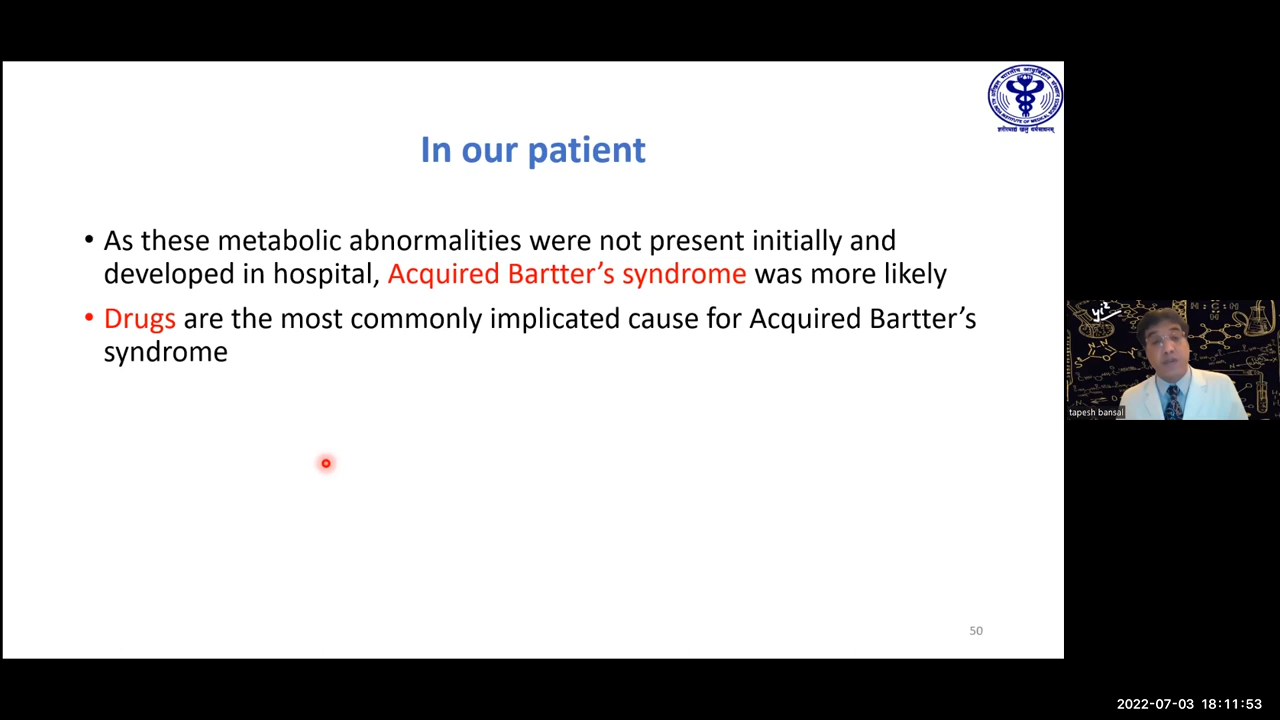 In our patient
• As these metabolic abnormalities were not present initially and
developed in hospital, Acquired Bartter’s syndrome was more likely
• Drugs are the most commonly implicated cause for Acquired Bartter’s
syndrome
50
tapesh bansal
2022-07-03 18:11:53